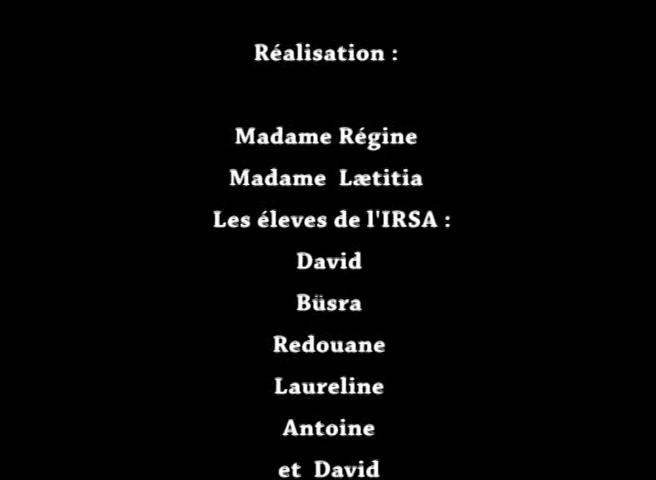 Réalisation :
Madame Régine
Madame Lætitia
Les éleves de l'IRSA :
David
Büsra
Redouane
Laureline
Antoine
et David